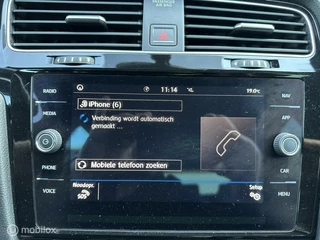 PASSENGER
AIR BAG
RADIO
MEDIA
PHONE
VOICE
11:14
19.0°C
iPhone (6)
Verbinding wordt automatisch
gemaakt ...
Mobiele telefoon zoeken
Noodopr.
SOS
Setup
NAV
APP
CAR
MENU
© mobilox
Marktplaats